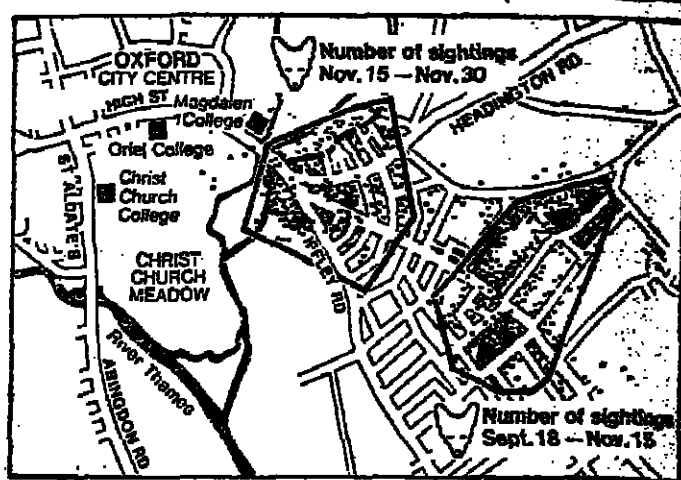 OXFORD
CITY CENTRE
HIGH ST
Magdalen
College
Oriel College
ST ALDATE'S
Christ
Church
College
CHRIST
CHURCH
MEADOW
River Thames
ABINGDON RD
Number of sightings
Nov. 15 – Nov. 30
HEADINGTON RD
IFFLEY RD
Number of sightings
Sept. 18 – Nov. 15